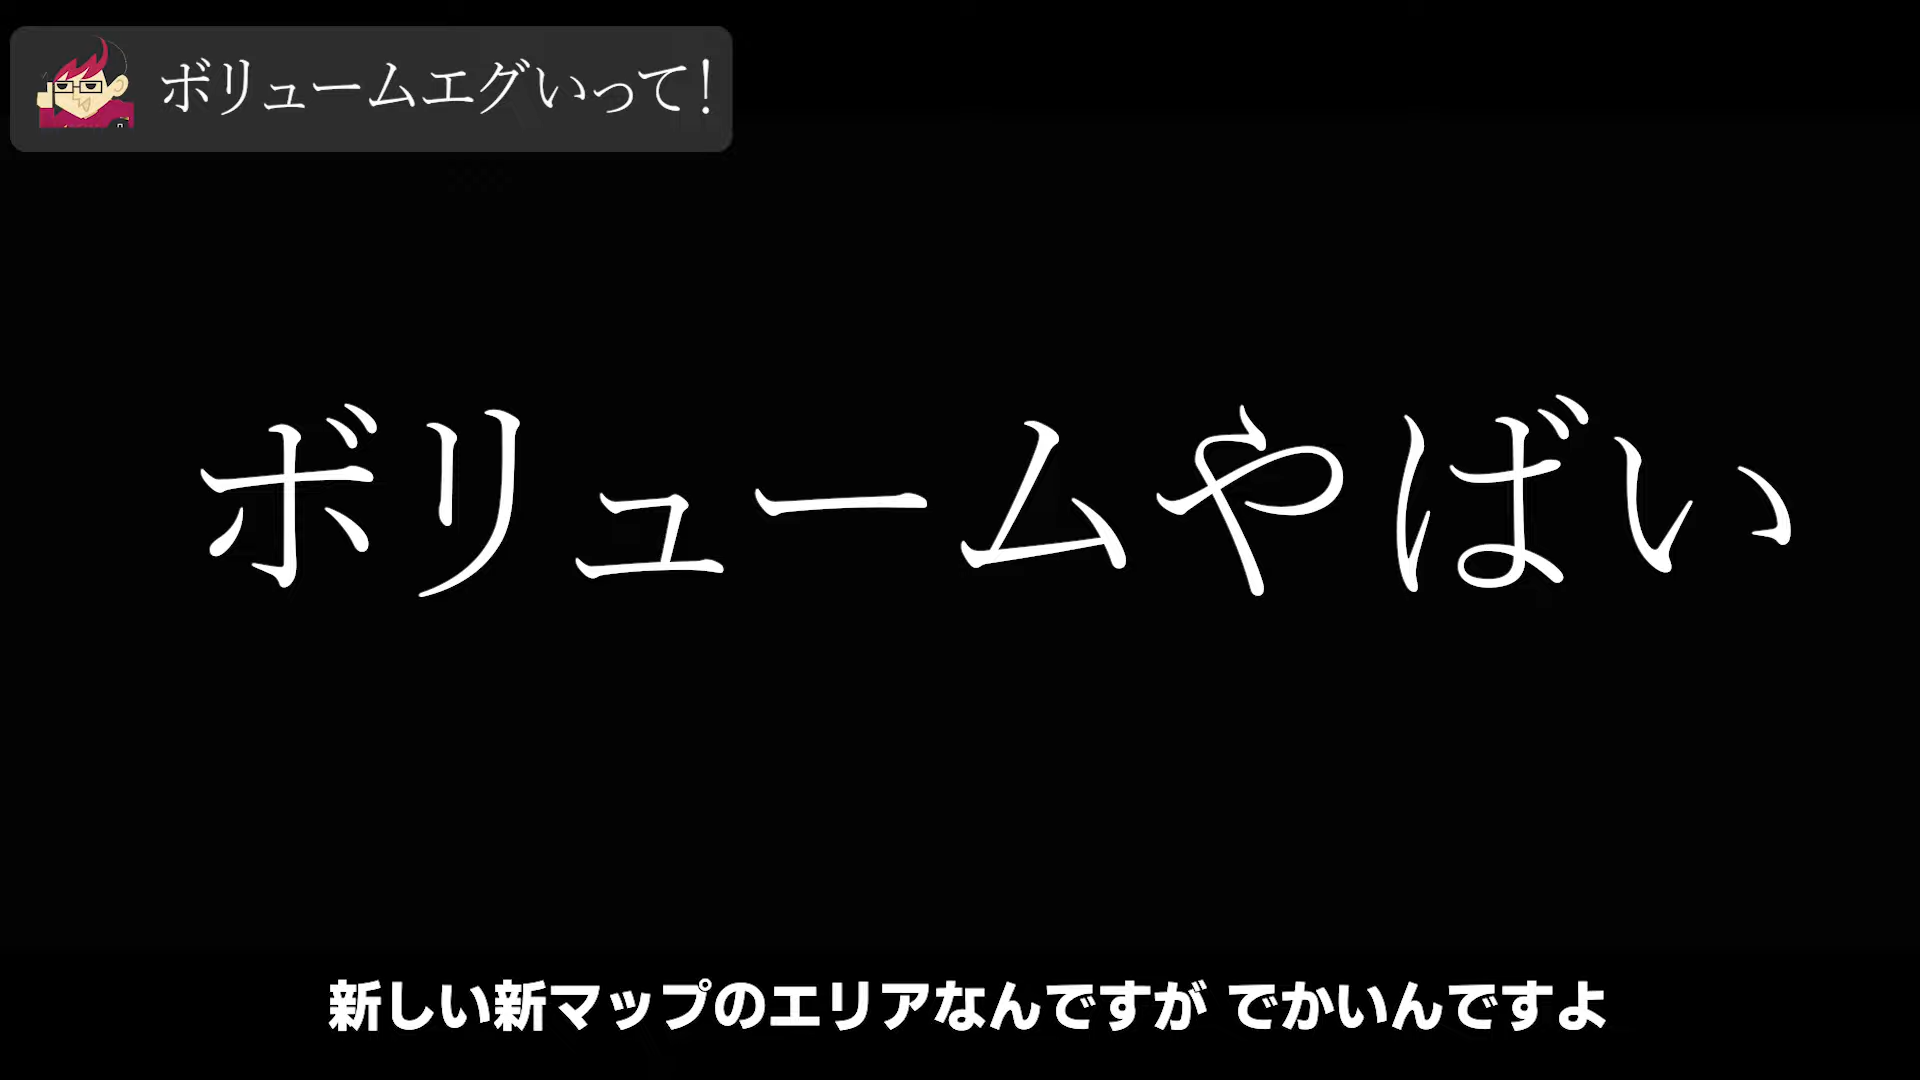 ボリュームエグいって!
ボリュームやばい
新しい新マップのエリアなんですが でかいんですよ